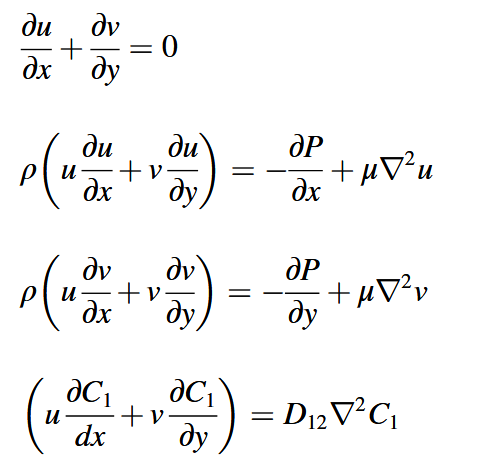 ∂u/∂x + ∂v/∂y = 0
ρ(u ∂u/∂x + v ∂u/∂y) = −∂P/∂x + μ∇²u
ρ(u ∂v/∂x + v ∂v/∂y) = −∂P/∂y + μ∇²v
(u ∂C₁/dx + v ∂C₁/∂y) = D₁₂∇²C₁